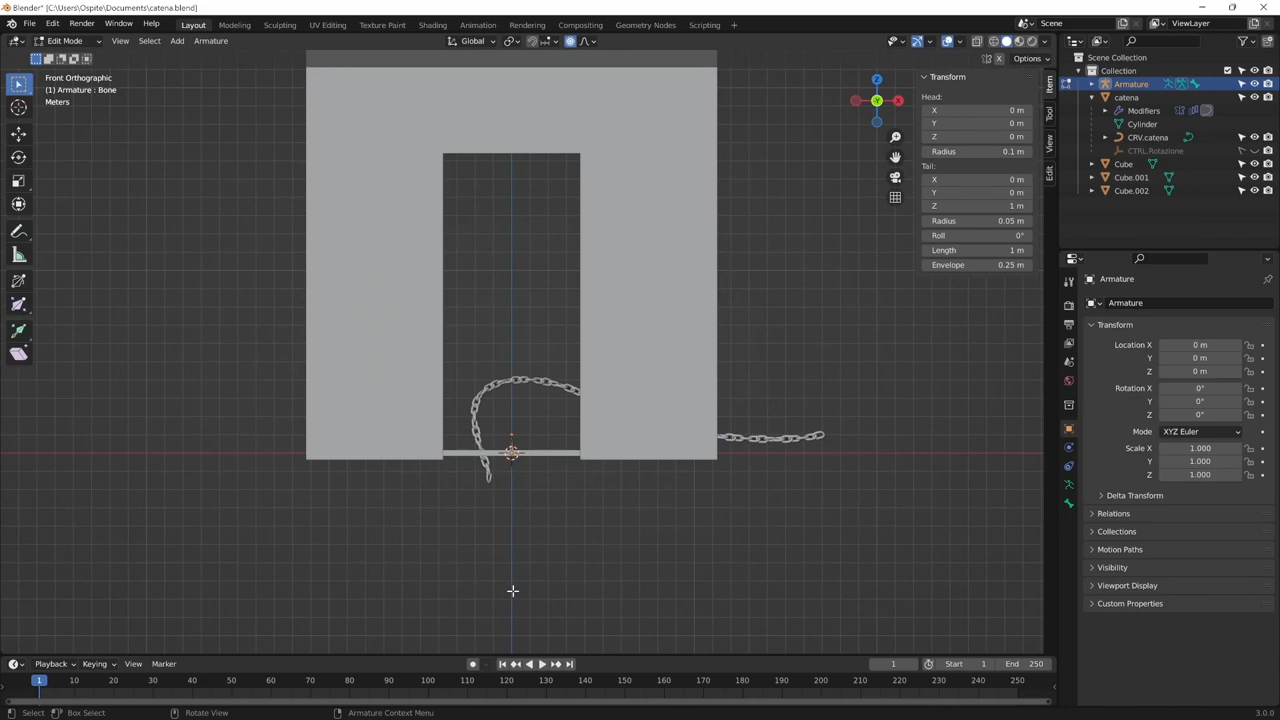 Blender* [C:\Users\Ospite\Documents\catena.blend]
File Edit Render Window Help Layout Modeling Sculpting UV Editing Texture Paint Shading Animation Rendering Compositing Geometry Nodes Scripting + Scene ViewLayer
Edit Mode View Select Add Armature Global
X Options
Front Orthographic
(1) Armature : Bone
Meters
Z
X
-Y
Transform
Head:
X 0 m
Y 0 m
Z 0 m
Radius 0.1 m
Tail:
X 0 m
Y 0 m
Z 1 m
Radius 0.05 m
Roll 0°
Length 1 m
Envelope 0.25 m
Item
Tool
View
Edit
Scene Collection
Collection
Armature
catena
Modifiers
Cylinder
CRV.catena
CTRL.Rotazione
Cube
Cube.001
Cube.002
Armature
Armature
Transform
Location X 0 m
Y 0 m
Z 0 m
Rotation X 0°
Y 0°
Z 0°
Mode XYZ Euler
Scale X 1.000
Y 1.000
Z 1.000
Delta Transform
Relations
Collections
Motion Paths
Visibility
Viewport Display
Custom Properties
Playback Keying View Marker 1 Start 1 End 250
1 10 20 30 40 50 60 70 80 90 100 110 120 130 140 150 160 170 180 190 200 210 220 230 240 250
Select Box Select Rotate View Armature Context Menu 3.0.0